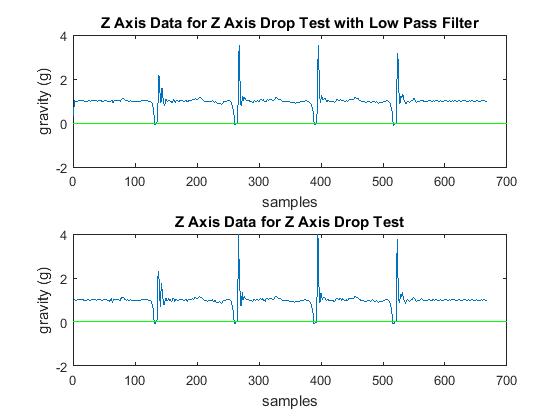 Z Axis Data for Z Axis Drop Test with Low Pass Filter
4
2
0
-2
gravity (g)
0 100 200 300 400 500 600 700
samples
Z Axis Data for Z Axis Drop Test
4
2
0
-2
gravity (g)
0 100 200 300 400 500 600 700
samples